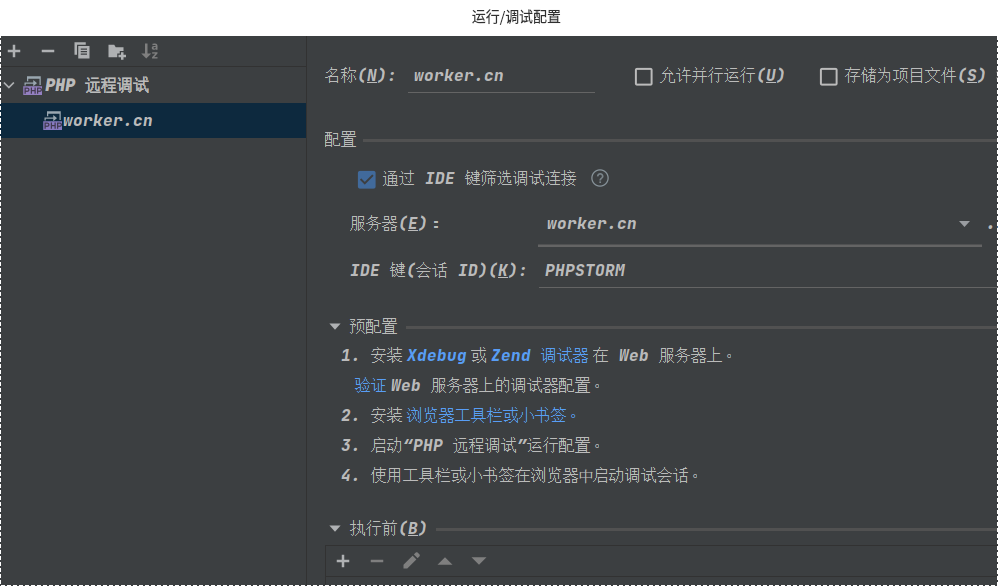 运行/调试配置
PHP 远程调试
worker.cn
名称(N): worker.cn 允许并行运行(U) 存储为项目文件(S)
配置
通过 IDE 键筛选调试连接
服务器(E): worker.cn
IDE 键(会话 ID)(K): PHPSTORM
预配置
1. 安装 Xdebug 或 Zend 调试器 在 Web 服务器上。
验证 Web 服务器上的调试器配置。
2. 安装 浏览器工具栏或小书签。
3. 启动“PHP 远程调试”运行配置。
4. 使用工具栏或小书签在浏览器中启动调试会话。
执行前(B)